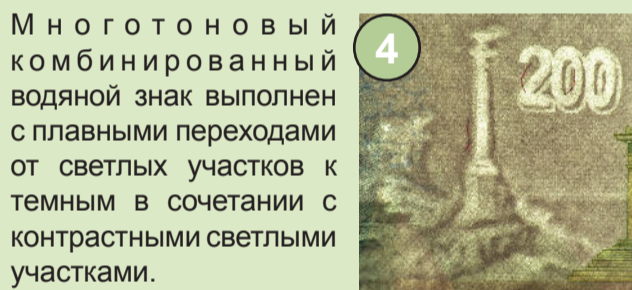 Многотоновый
комбинированный
водяной знак выполнен
с плавными переходами
от светлых участков к
темным в сочетании с
контрастными светлыми
участками.
4
200